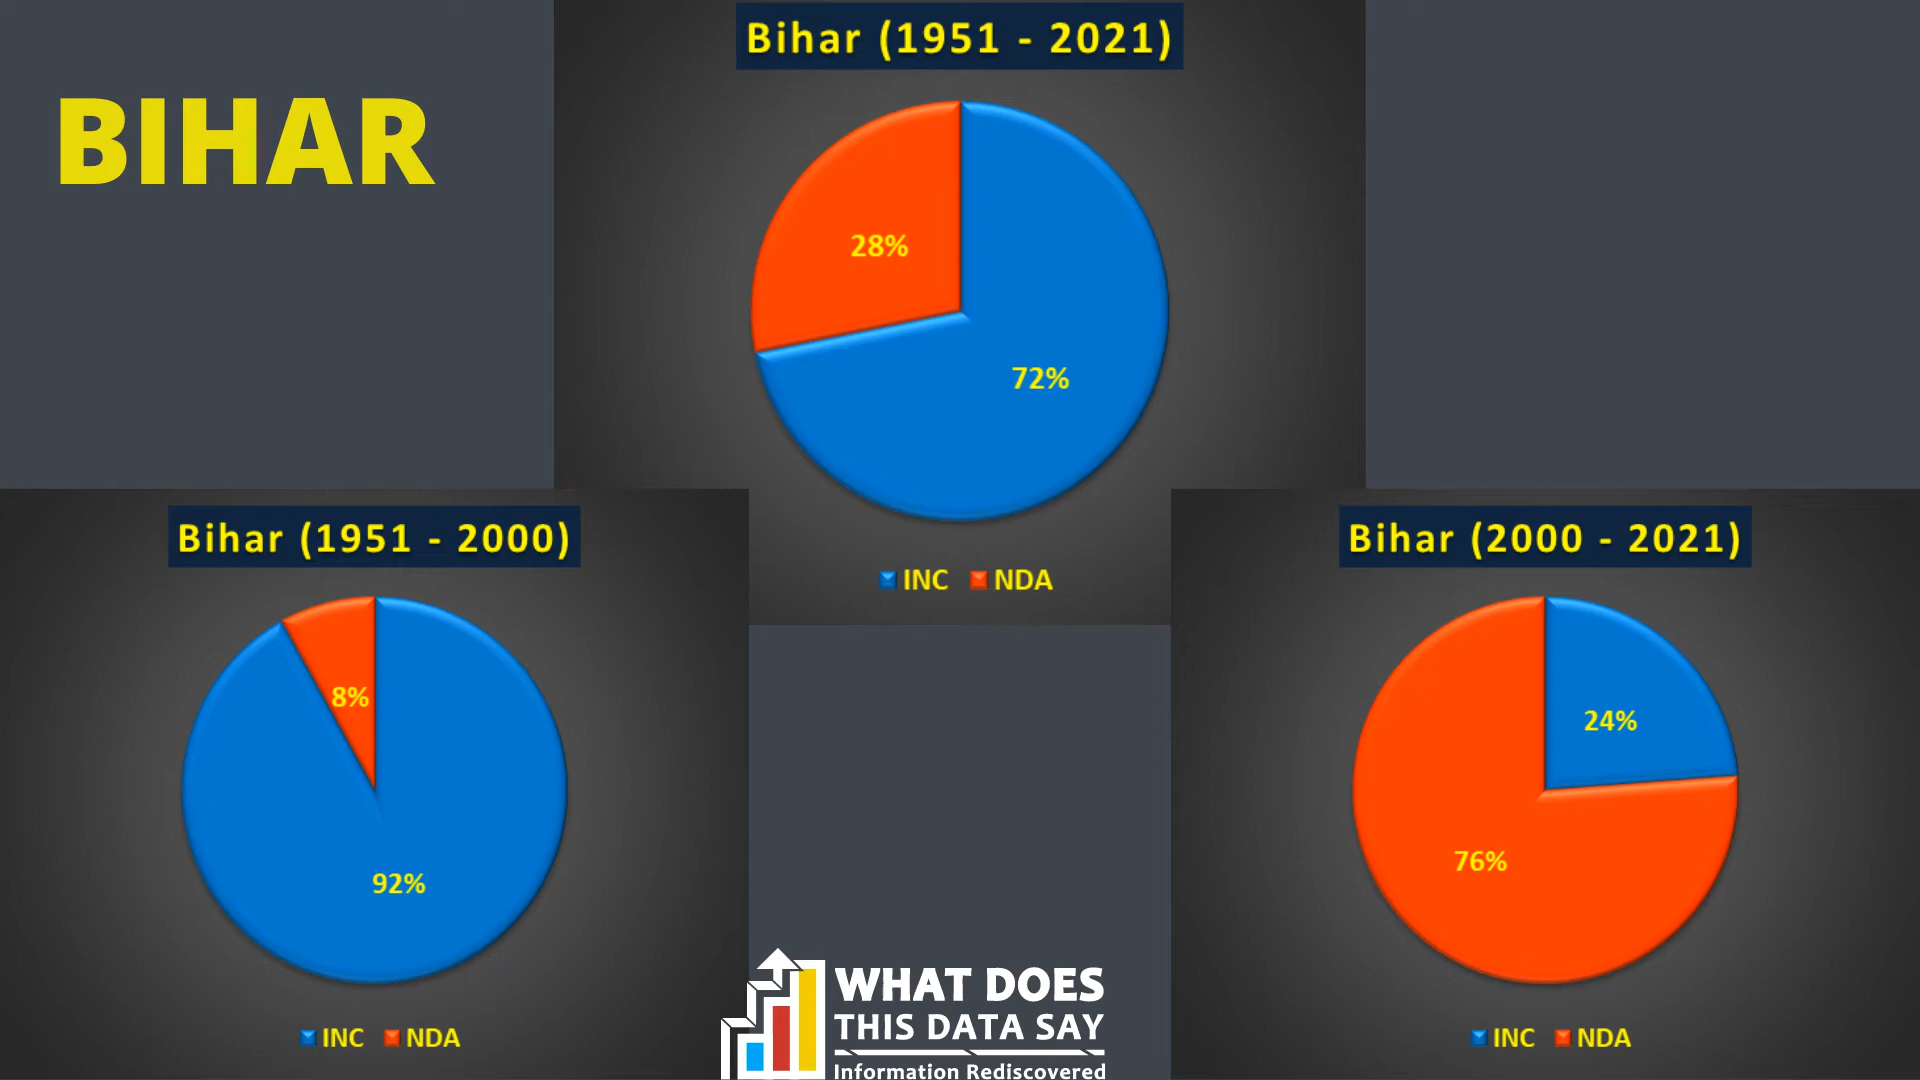 BIHAR
Bihar (1951 - 2021)
28%
72%
INC NDA
Bihar (1951 - 2000)
8%
92%
INC NDA
Bihar (2000 - 2021)
24%
76%
INC NDA
WHAT DOES
THIS DATA SAY
Information Rediscovered